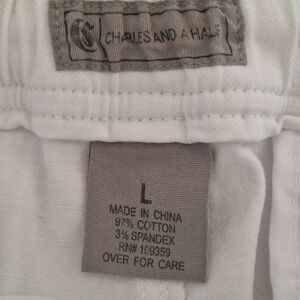 C CHARLES AND A HALF
L
MADE IN CHINA
97% COTTON
3% SPANDEX
RN# 109359
OVER FOR CARE